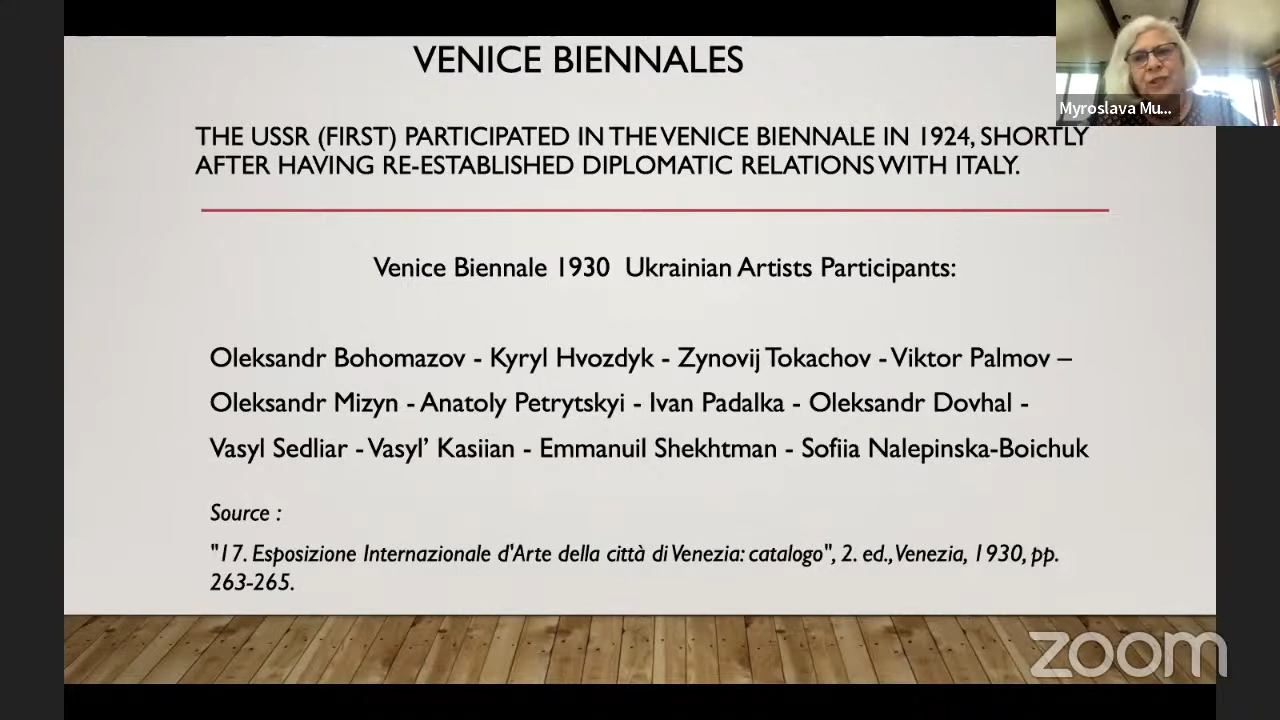 VENICE BIENNALES
Myroslava Mu...
THE USSR (FIRST) PARTICIPATED IN THE VENICE BIENNALE IN 1924, SHORTLY
AFTER HAVING RE-ESTABLISHED DIPLOMATIC RELATIONS WITH ITALY.
Venice Biennale 1930 Ukrainian Artists Participants:
Oleksandr Bohomazov - Kyryl Hvozdyk - Zynovij Tokachov - Viktor Palmov –
Oleksandr Mizyn - Anatoly Petrytskyi - Ivan Padalka - Oleksandr Dovhal -
Vasyl Sedliar - Vasyl’ Kasiian - Emmanuil Shekhtman - Sofiia Nalepinska-Boichuk
Source :
"17. Esposizione Internazionale d'Arte della città di Venezia: catalogo", 2. ed., Venezia, 1930, pp.
263-265.
zoom